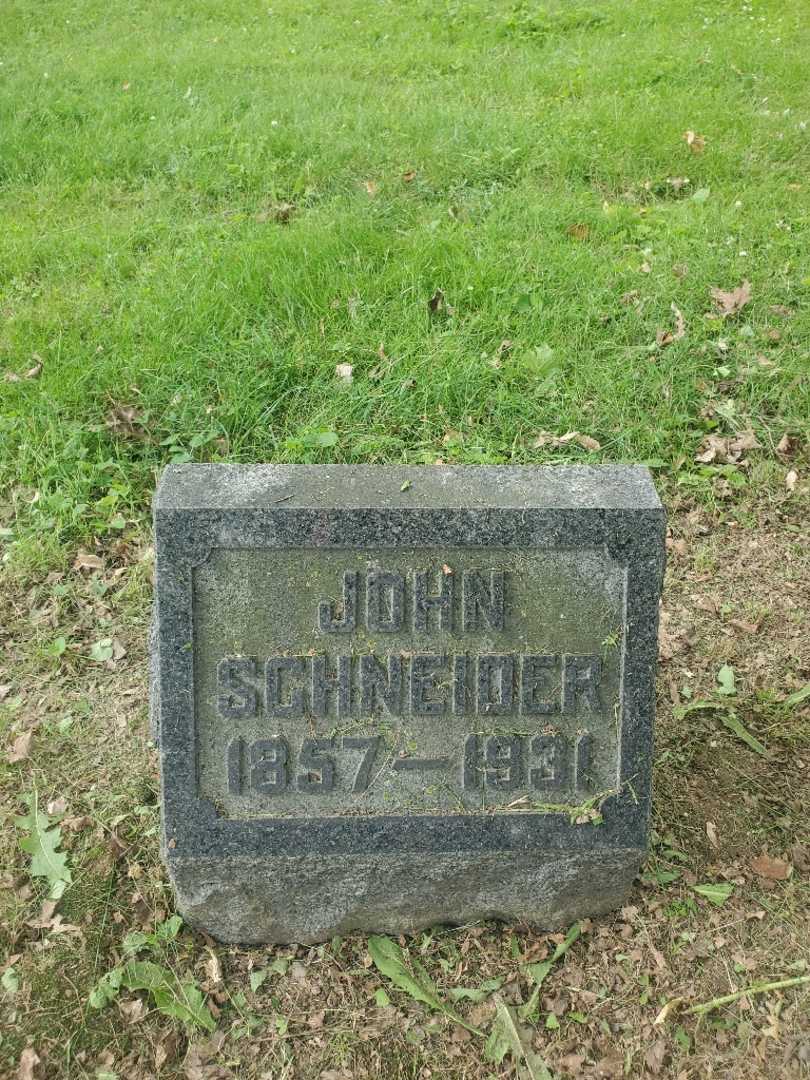 JOHN
SCHNEIDER
1857 — 1931